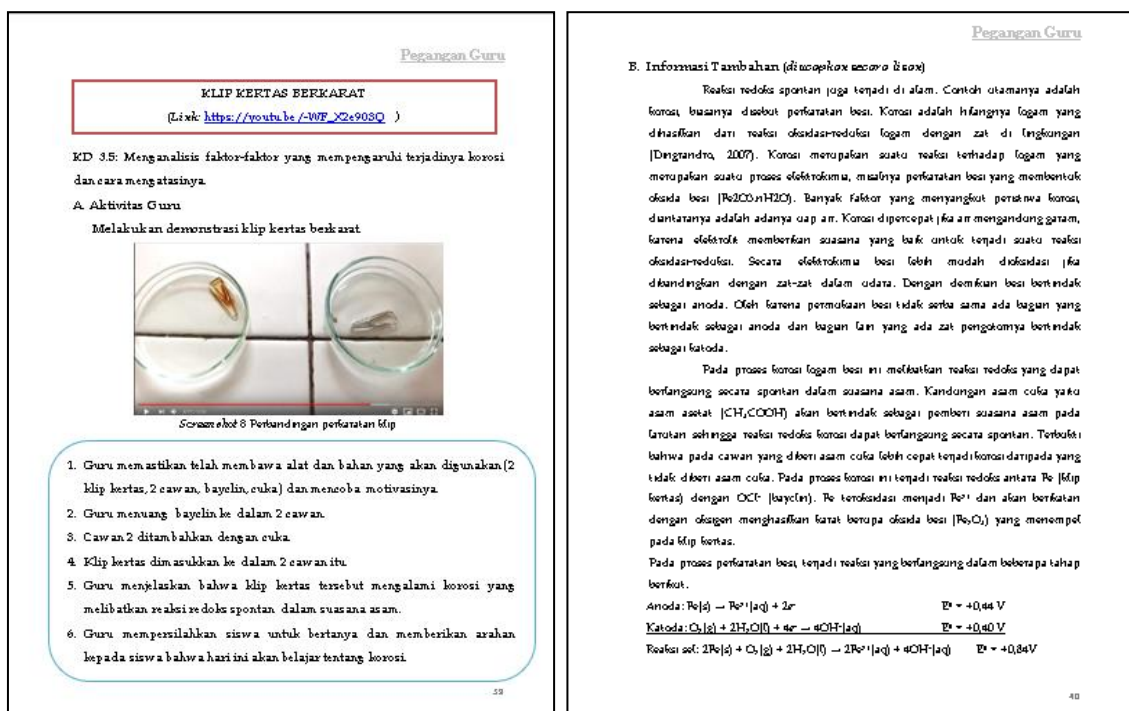 Pegangan Guru
KLIP KERTAS BERKARAT
(Link: https://youtu.be/-WF_X2e903Q )
KD 3.5: Menganalisis faktor-faktor yang mempengaruhi terjadinya korosi
dan cara mengatasinya.
A. Aktivitas Guru
Melakukan demonstrasi klip kertas berkarat
Screenshot 8 Perbandingan perkaratan klip
1. Guru memastikan telah membawa alat dan bahan yang akan digunakan (2
klip kertas, 2 cawan, bayclin, cuka) dan mencoba motivasinya.
2. Guru menuang bayclin ke dalam 2 cawan.
3. Cawan 2 ditambahkan dengan cuka.
4. Klip kertas dimasukkan ke dalam 2 cawan itu.
5. Guru menjelaskan bahwa klip kertas tersebut mengalami korosi yang
melibatkan reaksi redoks spontan dalam suasana asam.
6. Guru mempersilahkan siswa untuk bertanya dan memberikan arahan
kepada siswa bahwa hari ini akan belajar tentang korosi.
Pegangan Guru
B. Informasi Tambahan (diucapkan secara lisan)
Reaksi redoks spontan juga terjadi di alam. Contoh utamanya adalah
korosi, biasanya disebut perkaratan besi. Korosi adalah hilangnya logam yang
dihasilkan dari reaksi oksidasi-reduksi logam dengan zat di lingkungan
(Dingrandro, 2007). Korosi merupakan suatu reaksi terhadap logam yang
merupakan suatu proses elektrokimia, misalnya perkaratan besi yang membentuk
oksida besi (Fe2O3.nH2O). Banyak faktor yang menyangkut peristiwa korosi,
diantaranya adalah adanya uap air. Korosi dipercepat jika air mengandung garam,
karena elektrolit memberikan suasana yang baik untuk terjadi suatu reaksi
oksidasi-reduksi. Secara elektrokimia besi lebih mudah dioksidasi jika
dibandingkan dengan zat-zat dalam udara. Dengan demikian besi bertindak
sebagai anoda. Oleh karena permukaan besi tidak serba sama ada bagian yang
bertindak sebagai anoda dan bagian lain yang ada zat pengotornya bertindak
sebagai katoda.
Pada proses korosi logam besi ini melibatkan reaksi redoks yang dapat
berlangsung secara spontan dalam suasana asam. Kandungan asam cuka yaitu
asam asetat (CH₃COOH) akan bertindak sebagai pemberi suasana asam pada
larutan sehingga reaksi redoks korosi dapat berlangsung secara spontan. Terbukti
bahwa pada cawan yang diberi asam cuka lebih cepat terjadi korosi daripada yang
tidak diberi asam cuka. Pada proses korosi ini terjadi reaksi redoks antara Fe (klip
kertas) dengan OCl⁻ (bayclin). Fe teroksidasi menjadi Fe²⁺ dan akan berikatan
dengan oksigen menghasilkan karat berupa oksida besi (Fe₂O₃) yang menempel
pada klip kertas.
Pada proses perkaratan besi, terjadi reaksi yang berlangsung dalam beberapa tahap
berikut.
Anoda: Fe(s) → Fe²⁺(aq) + 2e⁻ E⁰ = +0,44 V
Katoda: O₂(g) + 2H₂O(l) + 4e⁻ → 4OH⁻(aq) E⁰ = +0,40 V
Reaksi sel: 2Fe(s) + O₂(g) + 2H₂O(l) → 2Fe²⁺(aq) + 4OH⁻(aq) E⁰ = +0,84V
40